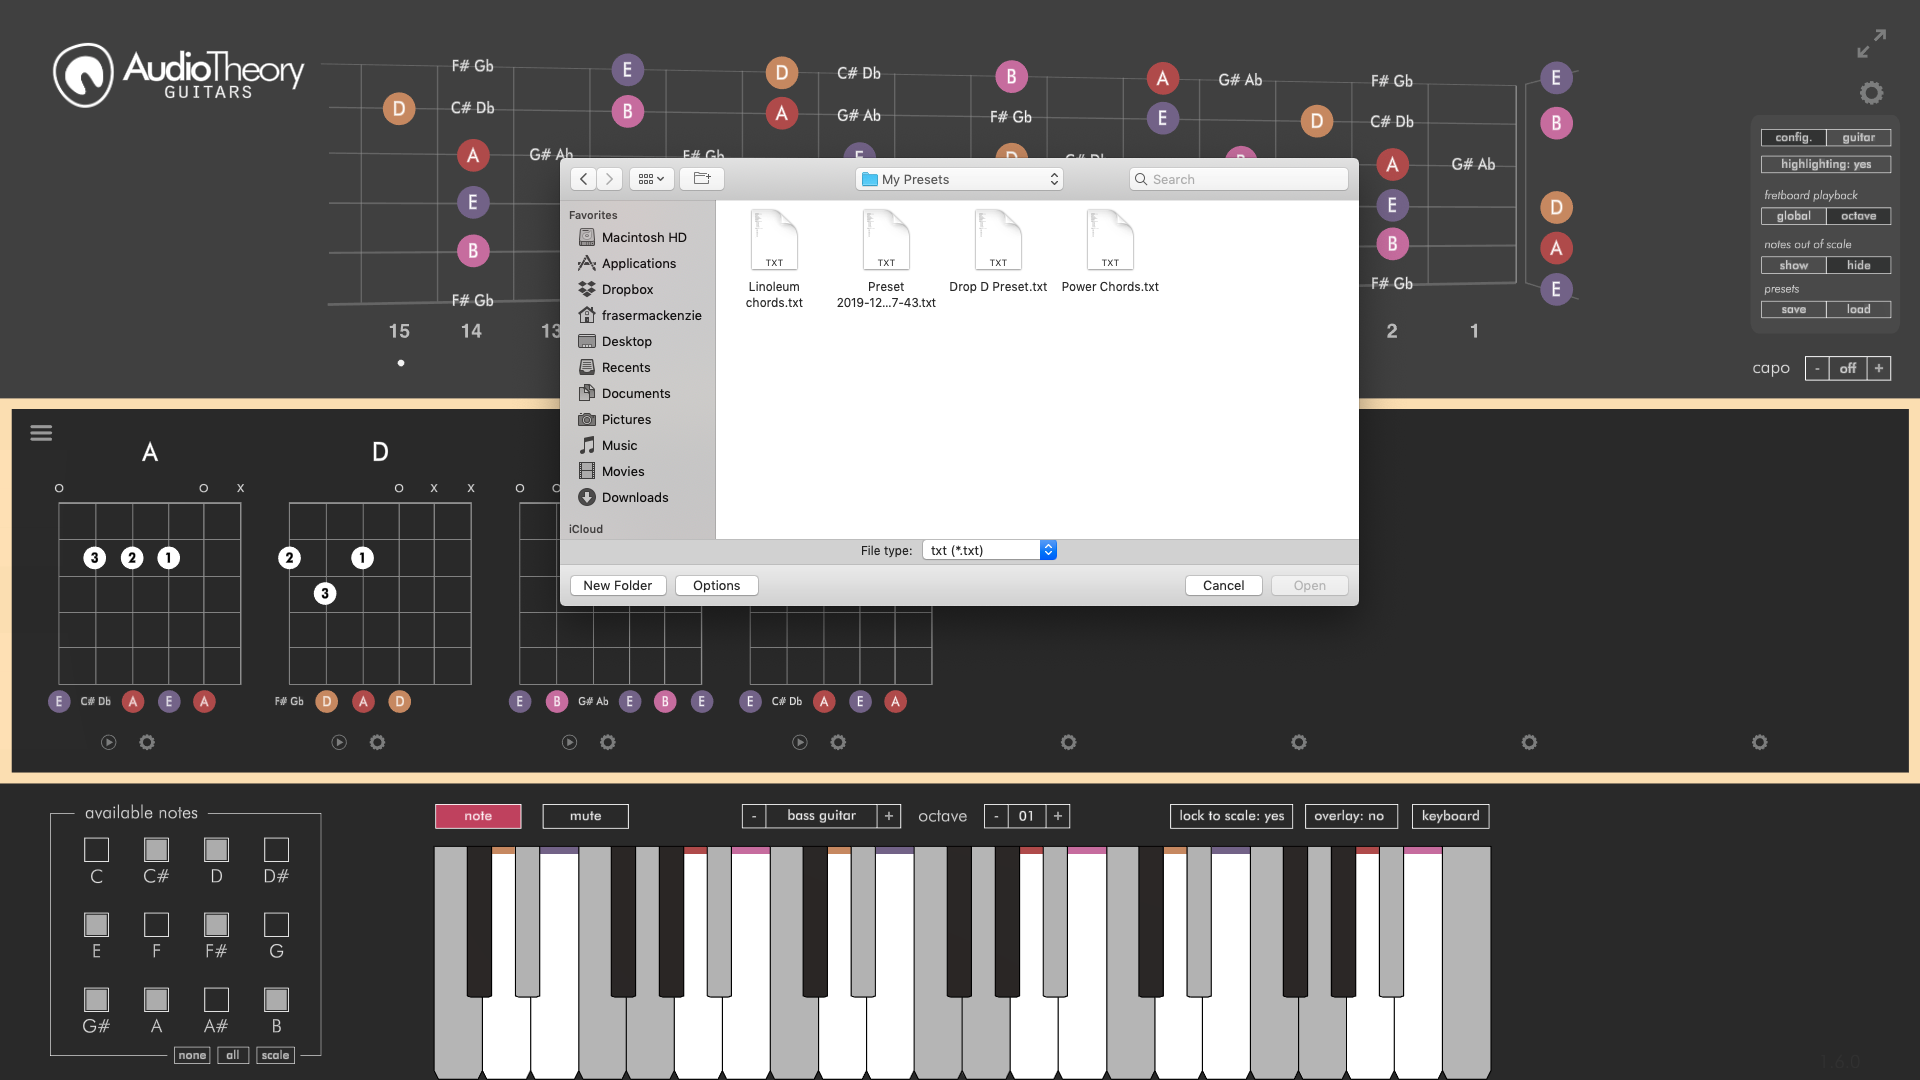 AudioTheory
GUITARS
F# Gb E D C# Db B A G# Ab F# Gb E
D C# Db B A G# Ab F# Gb E D C# Db B
A G# Ab A G# Ab
E E D
B B A
F# Gb F# Gb E
15 14 13 2 1
config. guitar
highlighting: yes
fretboard playback
global octave
notes out of scale
show hide
presets
save load
capo - off +
My Presets
Search
Favorites
Macintosh HD
Applications
Dropbox
frasermackenzie
Desktop
Recents
Documents
Pictures
Music
Movies
Downloads
iCloud
TXT TXT TXT TXT
Linoleum
chords.txt
Preset
2019-12...7-43.txt
Drop D Preset.txt
Power Chords.txt
File type: txt (*.txt)
New Folder Options Cancel Open
A D
o o x o x x o
3 2 1 2 1
3
E C# Db A E A F# Gb D A D E B G# Ab E B E E C# Db A E A
available notes
C C# D D#
E F F# G
G# A A# B
none all scale
note mute - bass guitar + octave - 01 + lock to scale: yes overlay: no keyboard
1.6.0